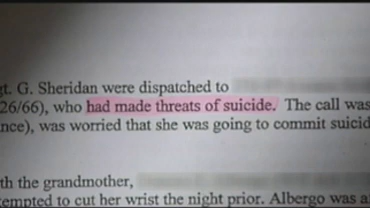 gt. G. Sheridan were dispatched to
26/66), who had made threats of suicide. The call was
nce), was worried that she was going to commit suicid
th the grandmother,
tempted to cut her wrist the night prior. Albergo was a